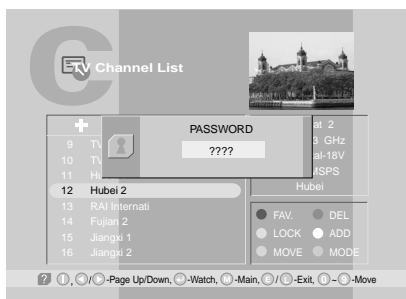 TV Channel List
PASSWORD
????
at 2
9 TV
3 GHz
10 TV
al-18V
11 Hu
MSPS
12 Hubei 2
Hubei
13 RAI Internati
14 Fujian 2
15 Jiangxi 1
16 Jiangxi 2
FAV. DEL
LOCK ADD
MOVE MODE
? , / -Page Up/Down, -Watch, M -Main, E / L -Exit, 0 ~ 9 -Move